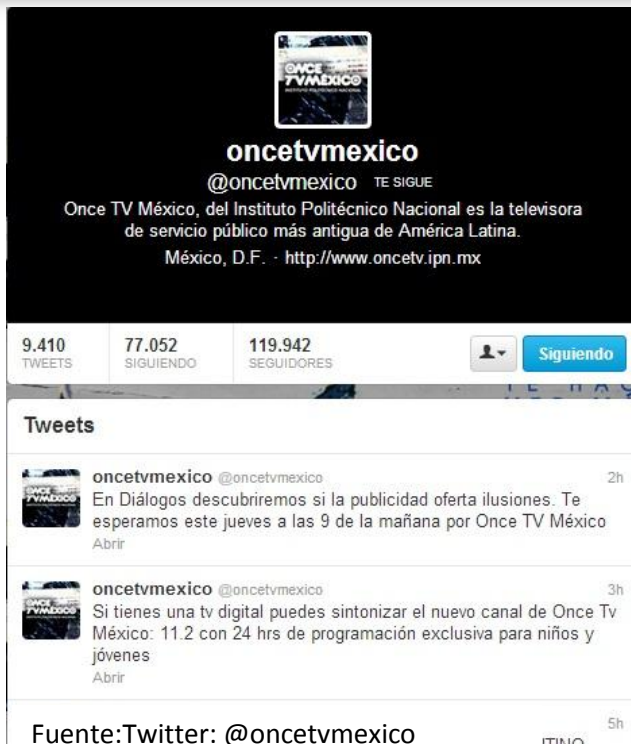 ONCE
TVMÉXICO
INSTITUTO POLITÉCNICO NACIONAL
oncetvmexico
@oncetvmexico TE SIGUE
Once TV México, del Instituto Politécnico Nacional es la televisora
de servicio público más antigua de América Latina.
México, D.F. · http://www.oncetv.ipn.mx
9.410 77.052 119.942
TWEETS SIGUIENDO SEGUIDORES
Siguiendo
Tweets
oncetvmexico @oncetvmexico 2h
En Diálogos descubriremos si la publicidad oferta ilusiones. Te
esperamos este jueves a las 9 de la mañana por Once TV México
Abrir
oncetvmexico @oncetvmexico 3h
Si tienes una tv digital puedes sintonizar el nuevo canal de Once Tv
México: 11.2 con 24 hrs de programación exclusiva para niños y
jóvenes
Abrir
5h
Fuente:Twitter: @oncetvmexico